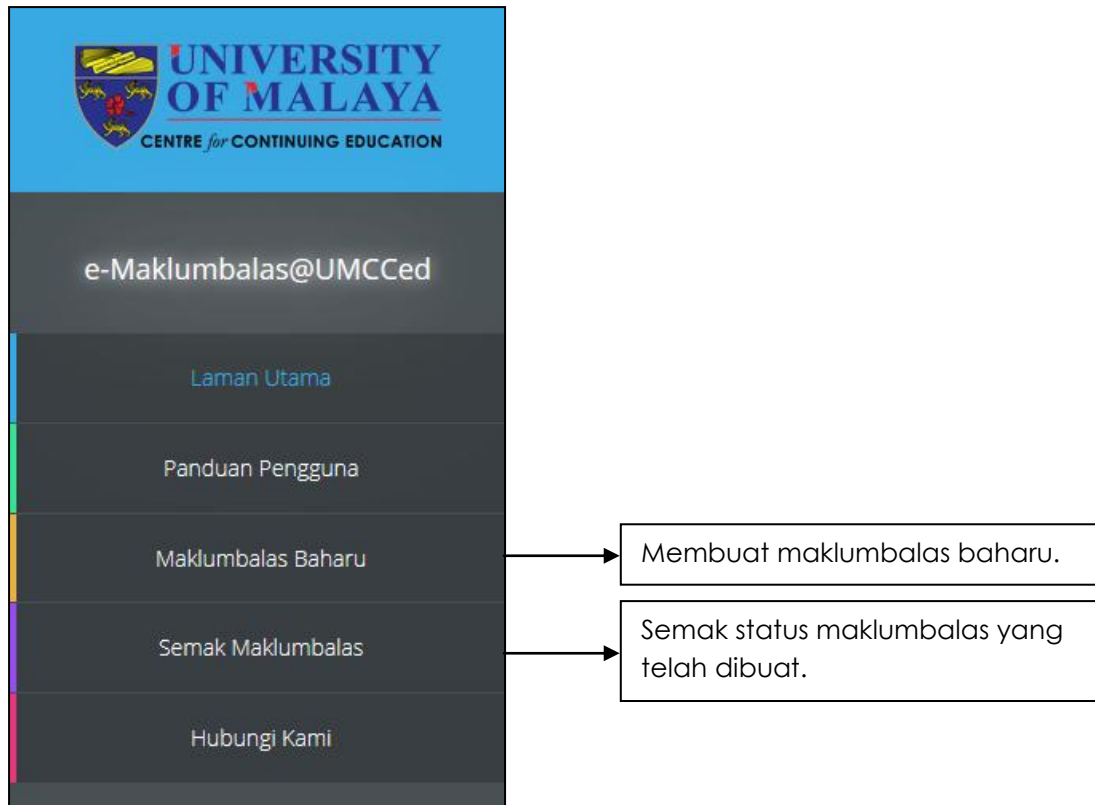 UNIVERSITY
OF MALAYA
CENTRE for CONTINUING EDUCATION
e-Maklumbalas@UMCCed
Laman Utama
Panduan Pengguna
Maklumbalas Baharu
Membuat maklumbalas baharu.
Semak Maklumbalas
Semak status maklumbalas yang
telah dibuat.
Hubungi Kami